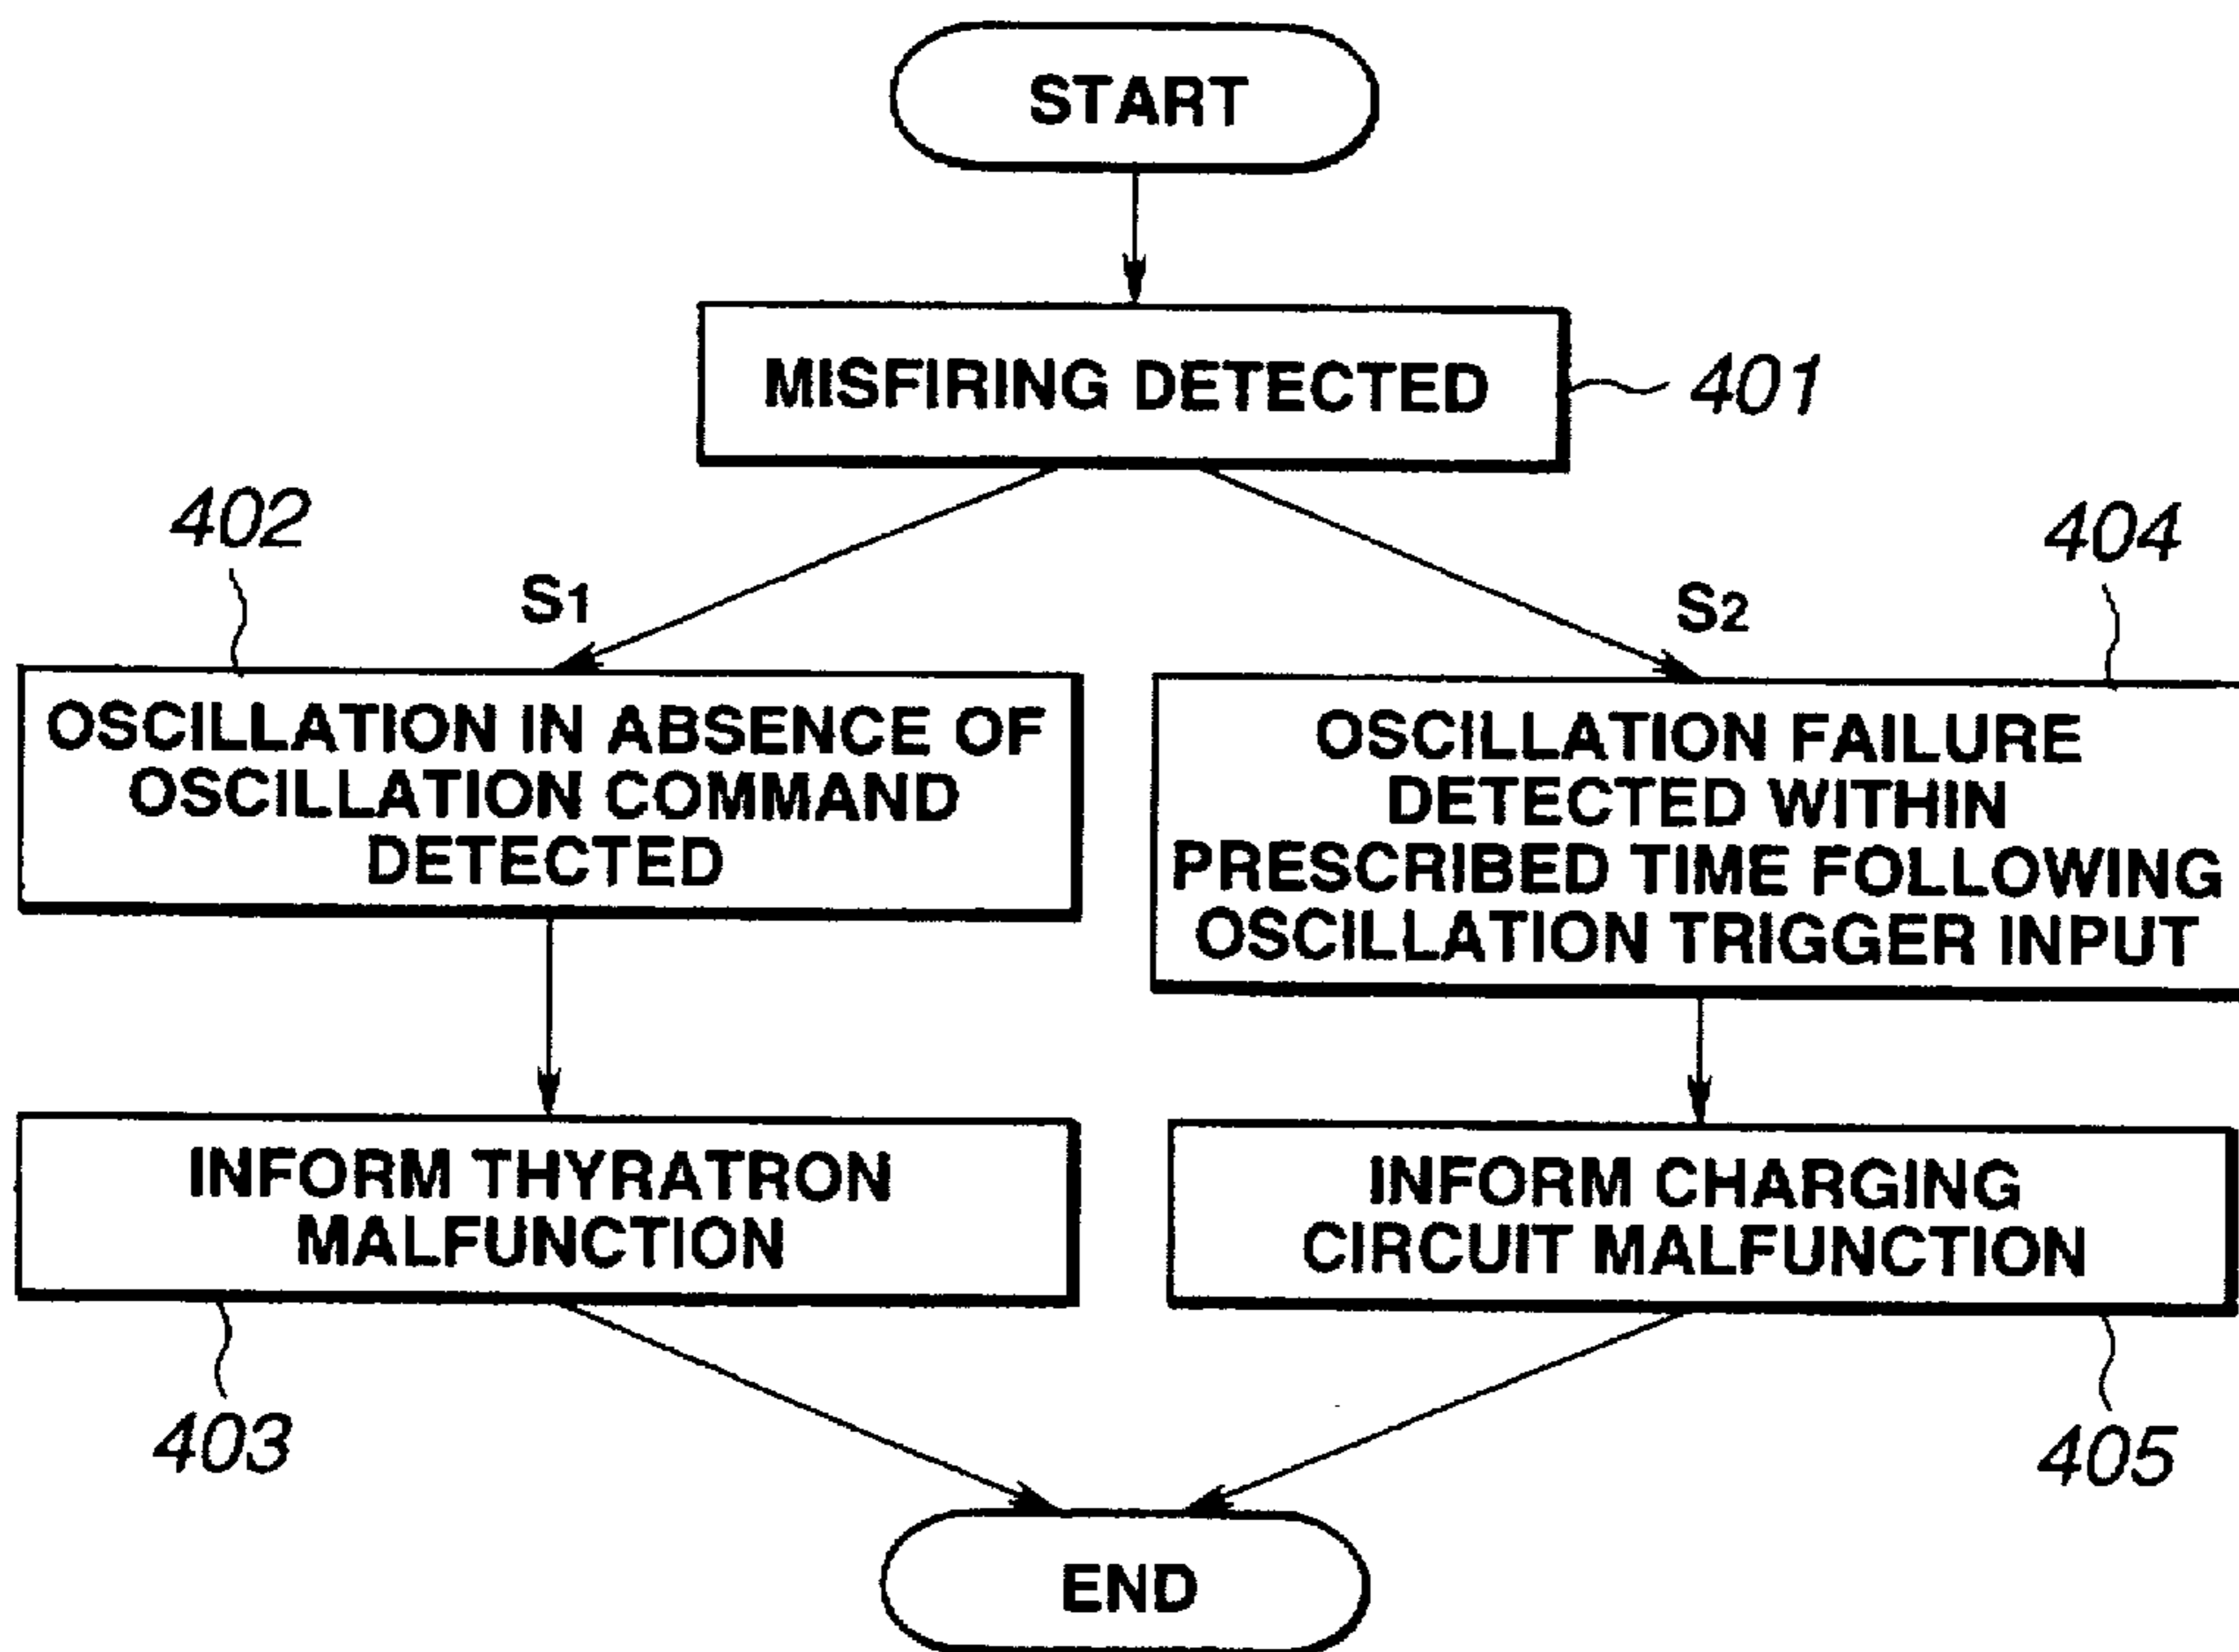 START
MISFIRING DETECTED
401
402
404
S1
S2
OSCILLATION IN ABSENCE OF
OSCILLATION COMMAND
DETECTED
OSCILLATION FAILURE
DETECTED WITHIN
PRESCRIBED TIME FOLLOWING
OSCILLATION TRIGGER INPUT
INFORM THYRATRON
MALFUNCTION
INFORM CHARGING
CIRCUIT MALFUNCTION
403
405
END